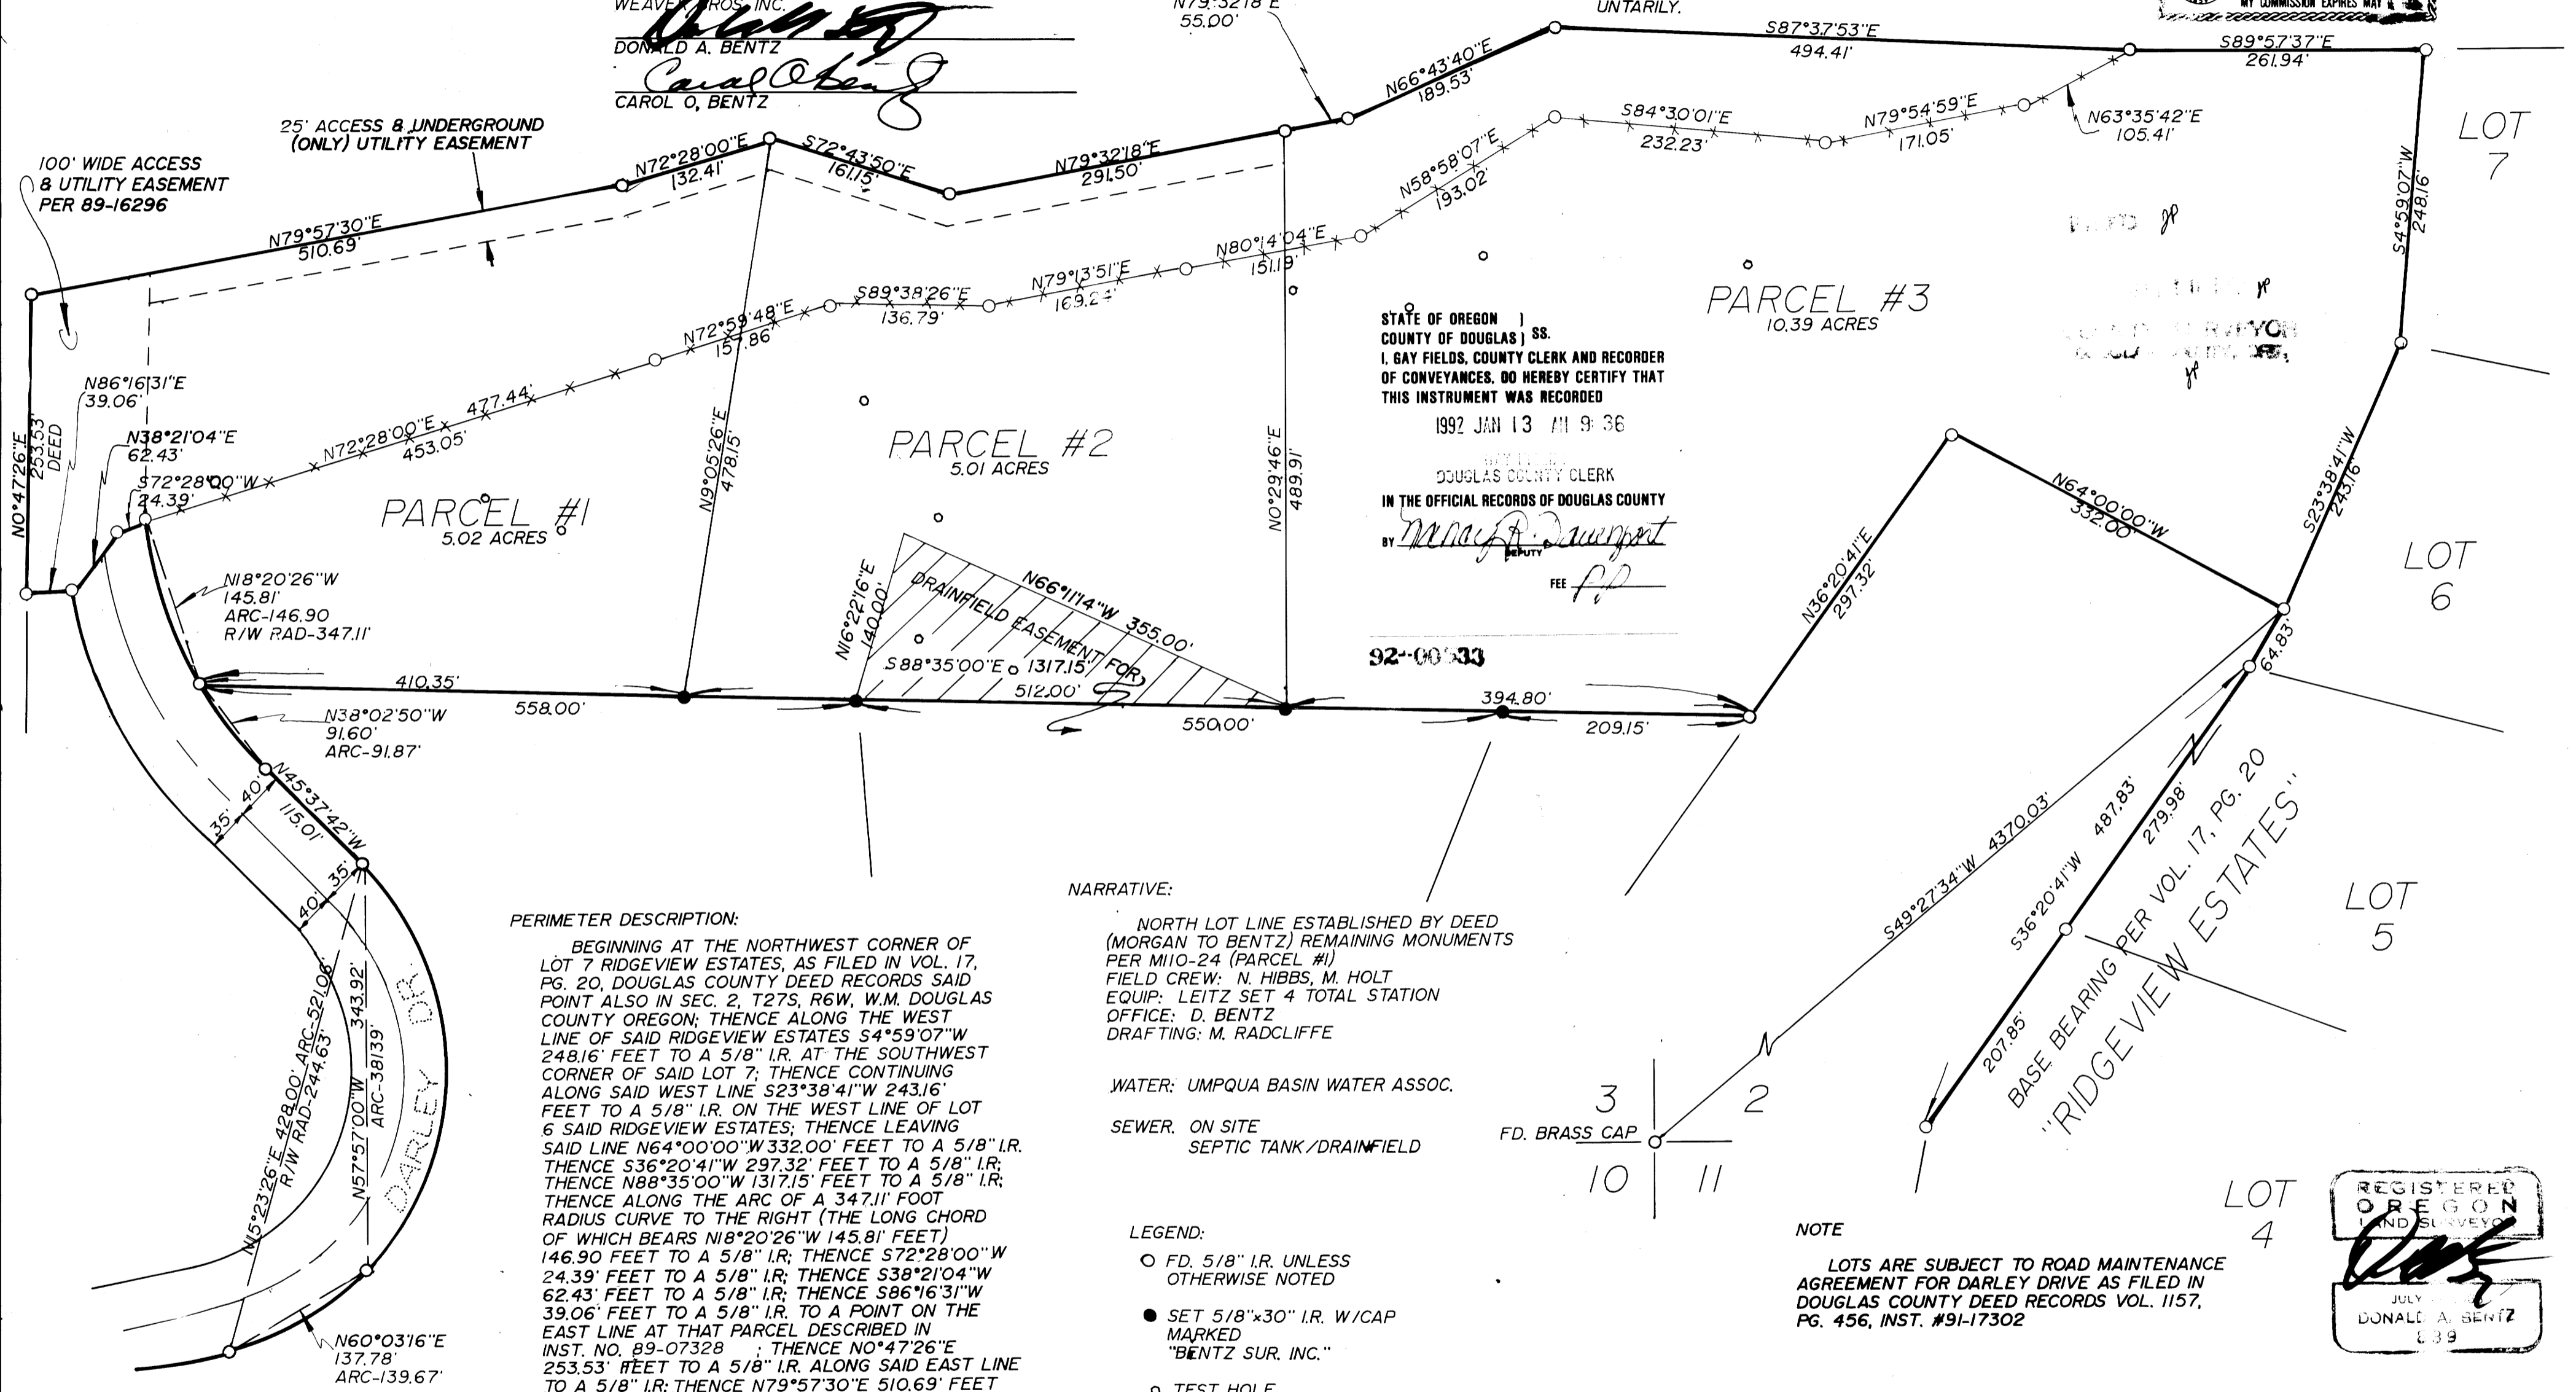 WEAVER BROS. INC.
DONALD A. BENTZ
Carol O Bentz
CAROL O. BENTZ
N79°32'18"E
55.00'
UNTARILY.
MY COMMISSION EXPIRES MAY
S87°37'53"E
494.41'
S89°57'37"E
261.94'
N66°43'40"E
189.53'
25' ACCESS & UNDERGROUND
(ONLY) UTILITY EASEMENT
100' WIDE ACCESS
& UTILITY EASEMENT
PER 89-16296
N72°28'00"E
132.41'
S72°43'50"E
161.15'
N79°32'18"E
291.50'
N79°57'30"E
510.69'
N58°58'07"E
193.02'
S84°30'01"E
232.23'
N79°54'59"E
171.05'
N63°35'42"E
105.41'
LOT
7
S4°59'07"W
248.16'
N80°14'04"E
151.19'
N79°13'51"E
169.24'
S89°38'26"E
136.79'
N72°59'48"E
157.86'
477.44'
N72°28'00"E
453.05'
N86°16'31"E
39.06'
N0°47'26"E
253.53'
DEED
N38°21'04"E
62.43'
S72°28'00"W
24.39'
PARCEL #1
5.02 ACRES
N9°05'26"E
478.15'
PARCEL #2
5.01 ACRES
N0°29'46"E
489.91'
PARCEL #3
10.39 ACRES
STATE OF OREGON )
COUNTY OF DOUGLAS ) SS.
I, GAY FIELDS, COUNTY CLERK AND RECORDER
OF CONVEYANCES, DO HEREBY CERTIFY THAT
THIS INSTRUMENT WAS RECORDED
1992 JAN 13 AM 9:36
DOUGLAS COUNTY CLERK
IN THE OFFICIAL RECORDS OF DOUGLAS COUNTY
BY Nancy R. Davenport
DEPUTY
FEE
92-00533
N36°20'41"E
297.32'
N64°00'00"W
332.00'
S23°38'41"W
243.16'
LOT
6
64.83'
N18°20'26"W
145.81'
ARC-146.90
R/W RAD-347.11'
N16°22'16"E
140.00'
N66°11'14"W 355.00'
DRAINFIELD EASEMENT FOR
S88°35'00"E 1317.15'
410.35'
558.00'
512.00'
550.00'
394.80'
209.15'
N38°02'50"W
91.60'
ARC-91.87'
N45°37'42"W
115.01'
40'
35'
35'
40'
N15°23'26"E 428.00' ARC-521.06'
R/W RAD-244.63'
343.92'
N57°57'00"W
ARC-381.39'
DARLEY DR.
N60°03'16"E
137.78'
ARC-139.67'
PERIMETER DESCRIPTION:
BEGINNING AT THE NORTHWEST CORNER OF
LOT 7 RIDGEVIEW ESTATES, AS FILED IN VOL. 17,
PG. 20, DOUGLAS COUNTY DEED RECORDS SAID
POINT ALSO IN SEC. 2, T27S, R6W, W.M. DOUGLAS
COUNTY OREGON; THENCE ALONG THE WEST
LINE OF SAID RIDGEVIEW ESTATES S4°59'07"W
248.16' FEET TO A 5/8" I.R. AT THE SOUTHWEST
CORNER OF SAID LOT 7; THENCE CONTINUING
ALONG SAID WEST LINE S23°38'41"W 243.16'
FEET TO A 5/8" I.R. ON THE WEST LINE OF LOT
6 SAID RIDGEVIEW ESTATES; THENCE LEAVING
SAID LINE N64°00'00"W 332.00' FEET TO A 5/8" I.R.
THENCE S36°20'41"W 297.32' FEET TO A 5/8" I.R;
THENCE N88°35'00"W 1317.15' FEET TO A 5/8" I.R;
THENCE ALONG THE ARC OF A 347.11' FOOT
RADIUS CURVE TO THE RIGHT (THE LONG CHORD
OF WHICH BEARS N18°20'26"W 145.81' FEET)
146.90 FEET TO A 5/8" I.R; THENCE S72°28'00"W
24.39' FEET TO A 5/8" I.R; THENCE S38°21'04"W
62.43' FEET TO A 5/8" I.R; THENCE S86°16'31"W
39.06' FEET TO A 5/8" I.R. TO A POINT ON THE
EAST LINE AT THAT PARCEL DESCRIBED IN
INST. NO. 89-07328 ; THENCE N0°47'26"E
253.53' FEET TO A 5/8" I.R. ALONG SAID EAST LINE
TO A 5/8" I.R; THENCE N79°57'30"E 510.69' FEET
NARRATIVE:
NORTH LOT LINE ESTABLISHED BY DEED
(MORGAN TO BENTZ) REMAINING MONUMENTS
PER M110-24 (PARCEL #1)
FIELD CREW: N. HIBBS, M. HOLT
EQUIP: LEITZ SET 4 TOTAL STATION
OFFICE: D. BENTZ
DRAFTING: M. RADCLIFFE
WATER: UMPQUA BASIN WATER ASSOC.
SEWER. ON SITE
SEPTIC TANK/DRAINFIELD
LEGEND:
FD. 5/8" I.R. UNLESS
OTHERWISE NOTED
SET 5/8"x30" I.R. W/CAP
MARKED
"BENTZ SUR. INC."
TEST HOLE
FD. BRASS CAP
3
2
10
11
S49°27'34"W 4370.03'
487.83'
279.98'
S36°20'41"W
207.85'
BASE BEARING PER VOL. 17, PG. 20
"RIDGEVIEW ESTATES"
LOT
5
LOT
4
NOTE
LOTS ARE SUBJECT TO ROAD MAINTENANCE
AGREEMENT FOR DARLEY DRIVE AS FILED IN
DOUGLAS COUNTY DEED RECORDS VOL. 1157,
PG. 456, INST. #91-17302
REGISTERED
OREGON
LAND SURVEYOR
JULY
DONALD A. BENTZ
839